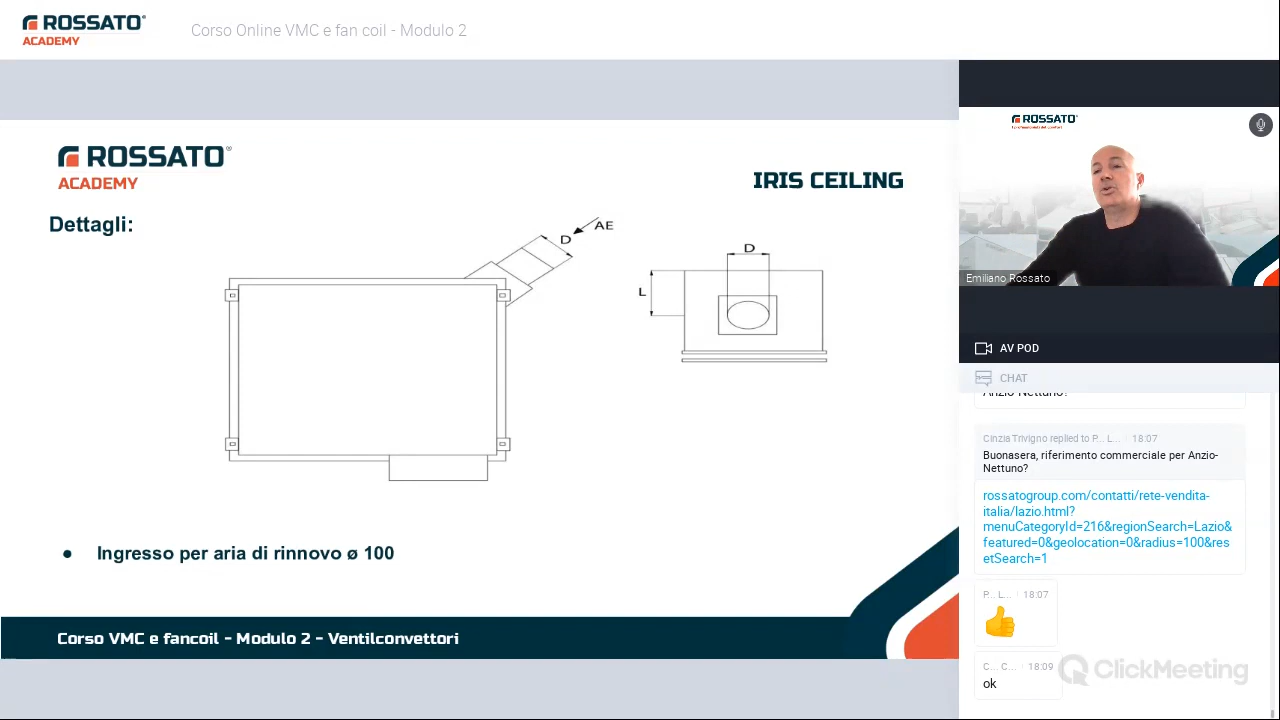 ROSSATO®
ACADEMY
Corso Online VMC e fan coil - Modulo 2
ROSSATO®
ACADEMY
IRIS CEILING
Dettagli:
AE
D
D
L
Ingresso per aria di rinnovo ø 100
Corso VMC e fancoil - Modulo 2 - Ventilconvettori
ROSSATO
Emiliano Rossato
AV POD
CHAT
Anzio-Nettuno?
Cinzia Trivigno replied to P... L... 18:07
Buonasera, riferimento commerciale per Anzio-
Nettuno?
rossatogroup.com/contatti/rete-vendita-
italia/lazio.html?
menuCategoryId=216&regionSearch=Lazio&
featured=0&geolocation=0&radius=100&res
etSearch=1
P... L... 18:07
👍
C... C... 18:09
ok
ClickMeeting